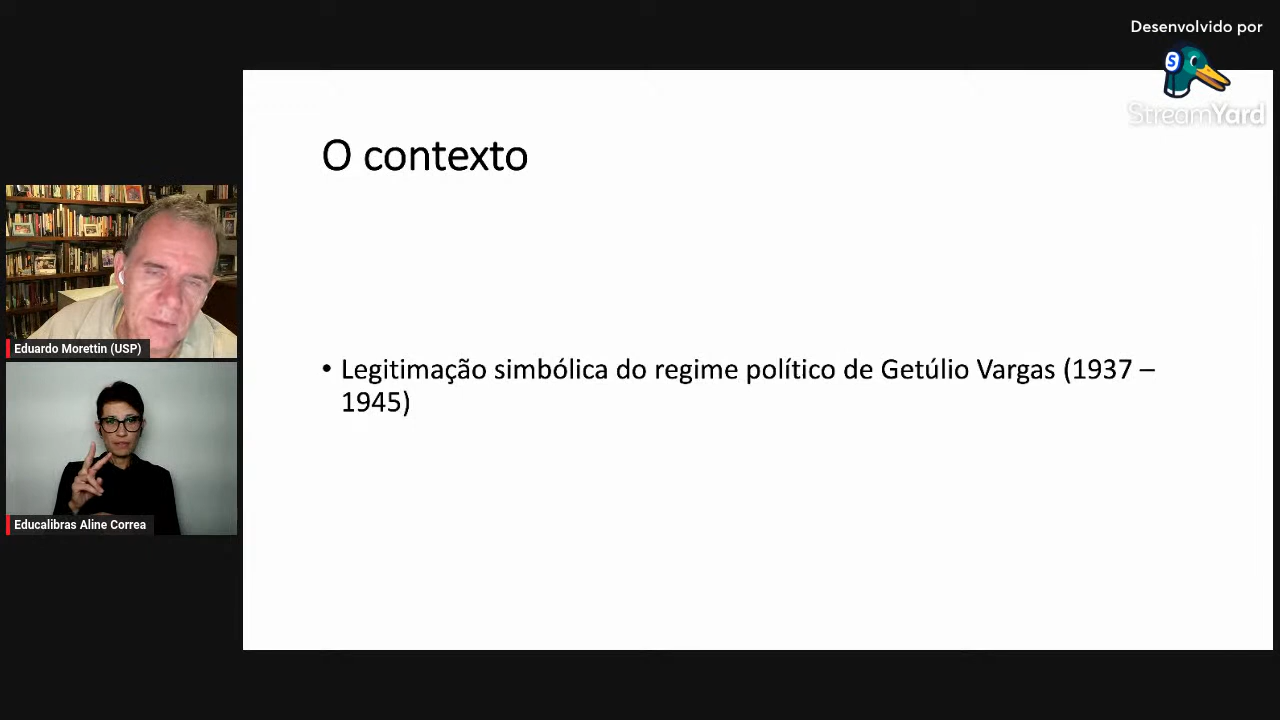 Desenvolvido por
StreamYard
O contexto
• Legitimação simbólica do regime político de Getúlio Vargas (1937 –
1945)
Eduardo Morettin (USP)
Educalibras Aline Correa